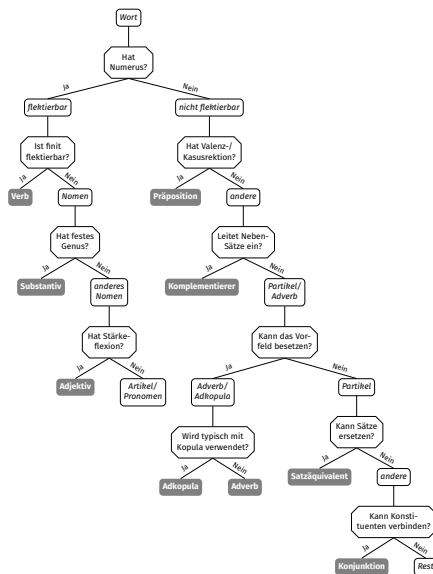 Wort
Hat
Numerus?
Ja
Nein
flektierbar
nicht flektierbar
Ist finit
flektierbar?
Hat Valenz-/
Kasusrektion?
Ja
Nein
Ja
Nein
Verb
Nomen
Präposition
andere
Hat festes
Genus?
Leitet Neben-
Sätze ein?
Ja
Nein
Ja
Nein
Substantiv
anderes
Nomen
Komplementierer
Partikel/
Adverb
Hat Stärke-
flexion?
Kann das Vor-
feld besetzen?
Ja
Nein
Ja
Nein
Adjektiv
Artikel/
Pronomen
Adverb/
Adkopula
Partikel
Wird typisch mit
Kopula verwendet?
Kann Sätze
ersetzen?
Ja
Nein
Ja
Nein
Adkopula
Adverb
Satzäquivalent
andere
Kann Konsti-
tuenten verbinden?
Ja
Nein
Konjunktion
Rest